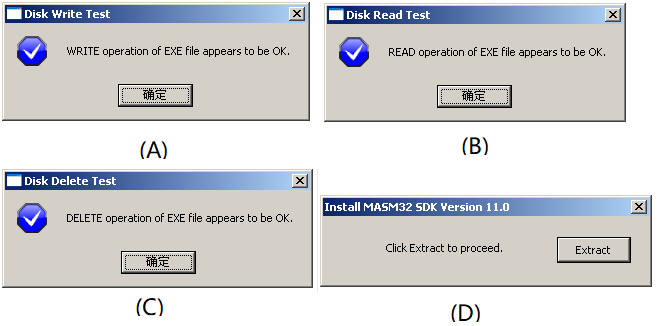 Disk Write Test
WRITE operation of EXE file appears to be OK.
确定
(A)
Disk Read Test
READ operation of EXE file appears to be OK.
确定
(B)
Disk Delete Test
DELETE operation of EXE file appears to be OK.
确定
(C)
Install MASM32 SDK Version 11.0
Click Extract to proceed.
Extract
(D)